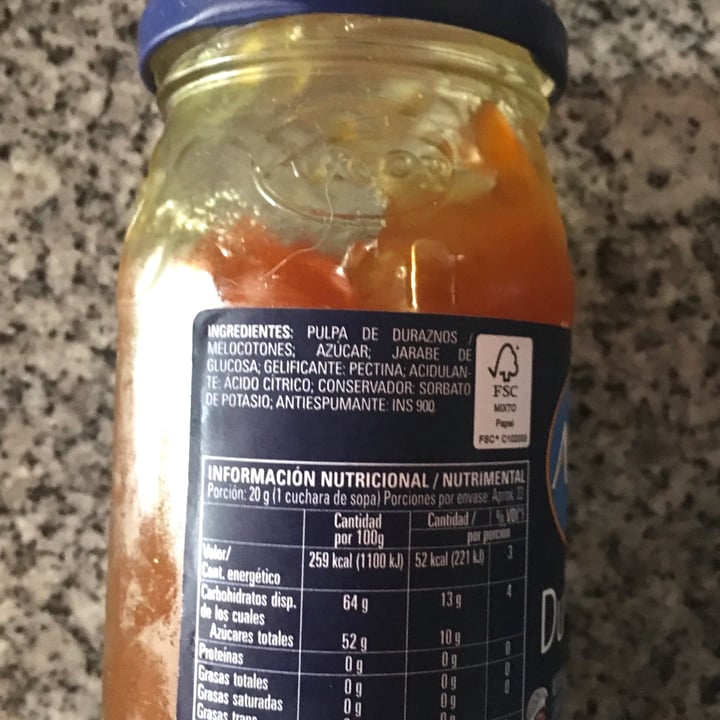 INGREDIENTES: PULPA DE DURAZNOS /
MELOCOTONES; AZÚCAR; JARABE DE
GLUCOSA; GELIFICANTE: PECTINA; ACIDULAN-
TE: ÁCIDO CÍTRICO; CONSERVADOR: SORBATO
DE POTASIO; ANTIESPUMANTE: INS 900.
FSC
MIXTO
Papel
INFORMACIÓN NUTRICIONAL / NUTRIMENTAL
Porción: 20 g (1 cuchara de sopa) Porciones por envase: Aprox.
Cantidad por 100g
Cantidad / por porción
% VD(*)
Valor/ Cont. energético 259 kcal (1100 kJ) 52 kcal (221 kJ) 3
Carbohidratos disp. 64 g 13 g 4
de los cuales
Azúcares totales 52 g 10 g
Proteínas 0 g 0 g 0
Grasas totales 0 g 0 g 0
Grasas saturadas 0 g 0 g 0
Grasas trans
Du